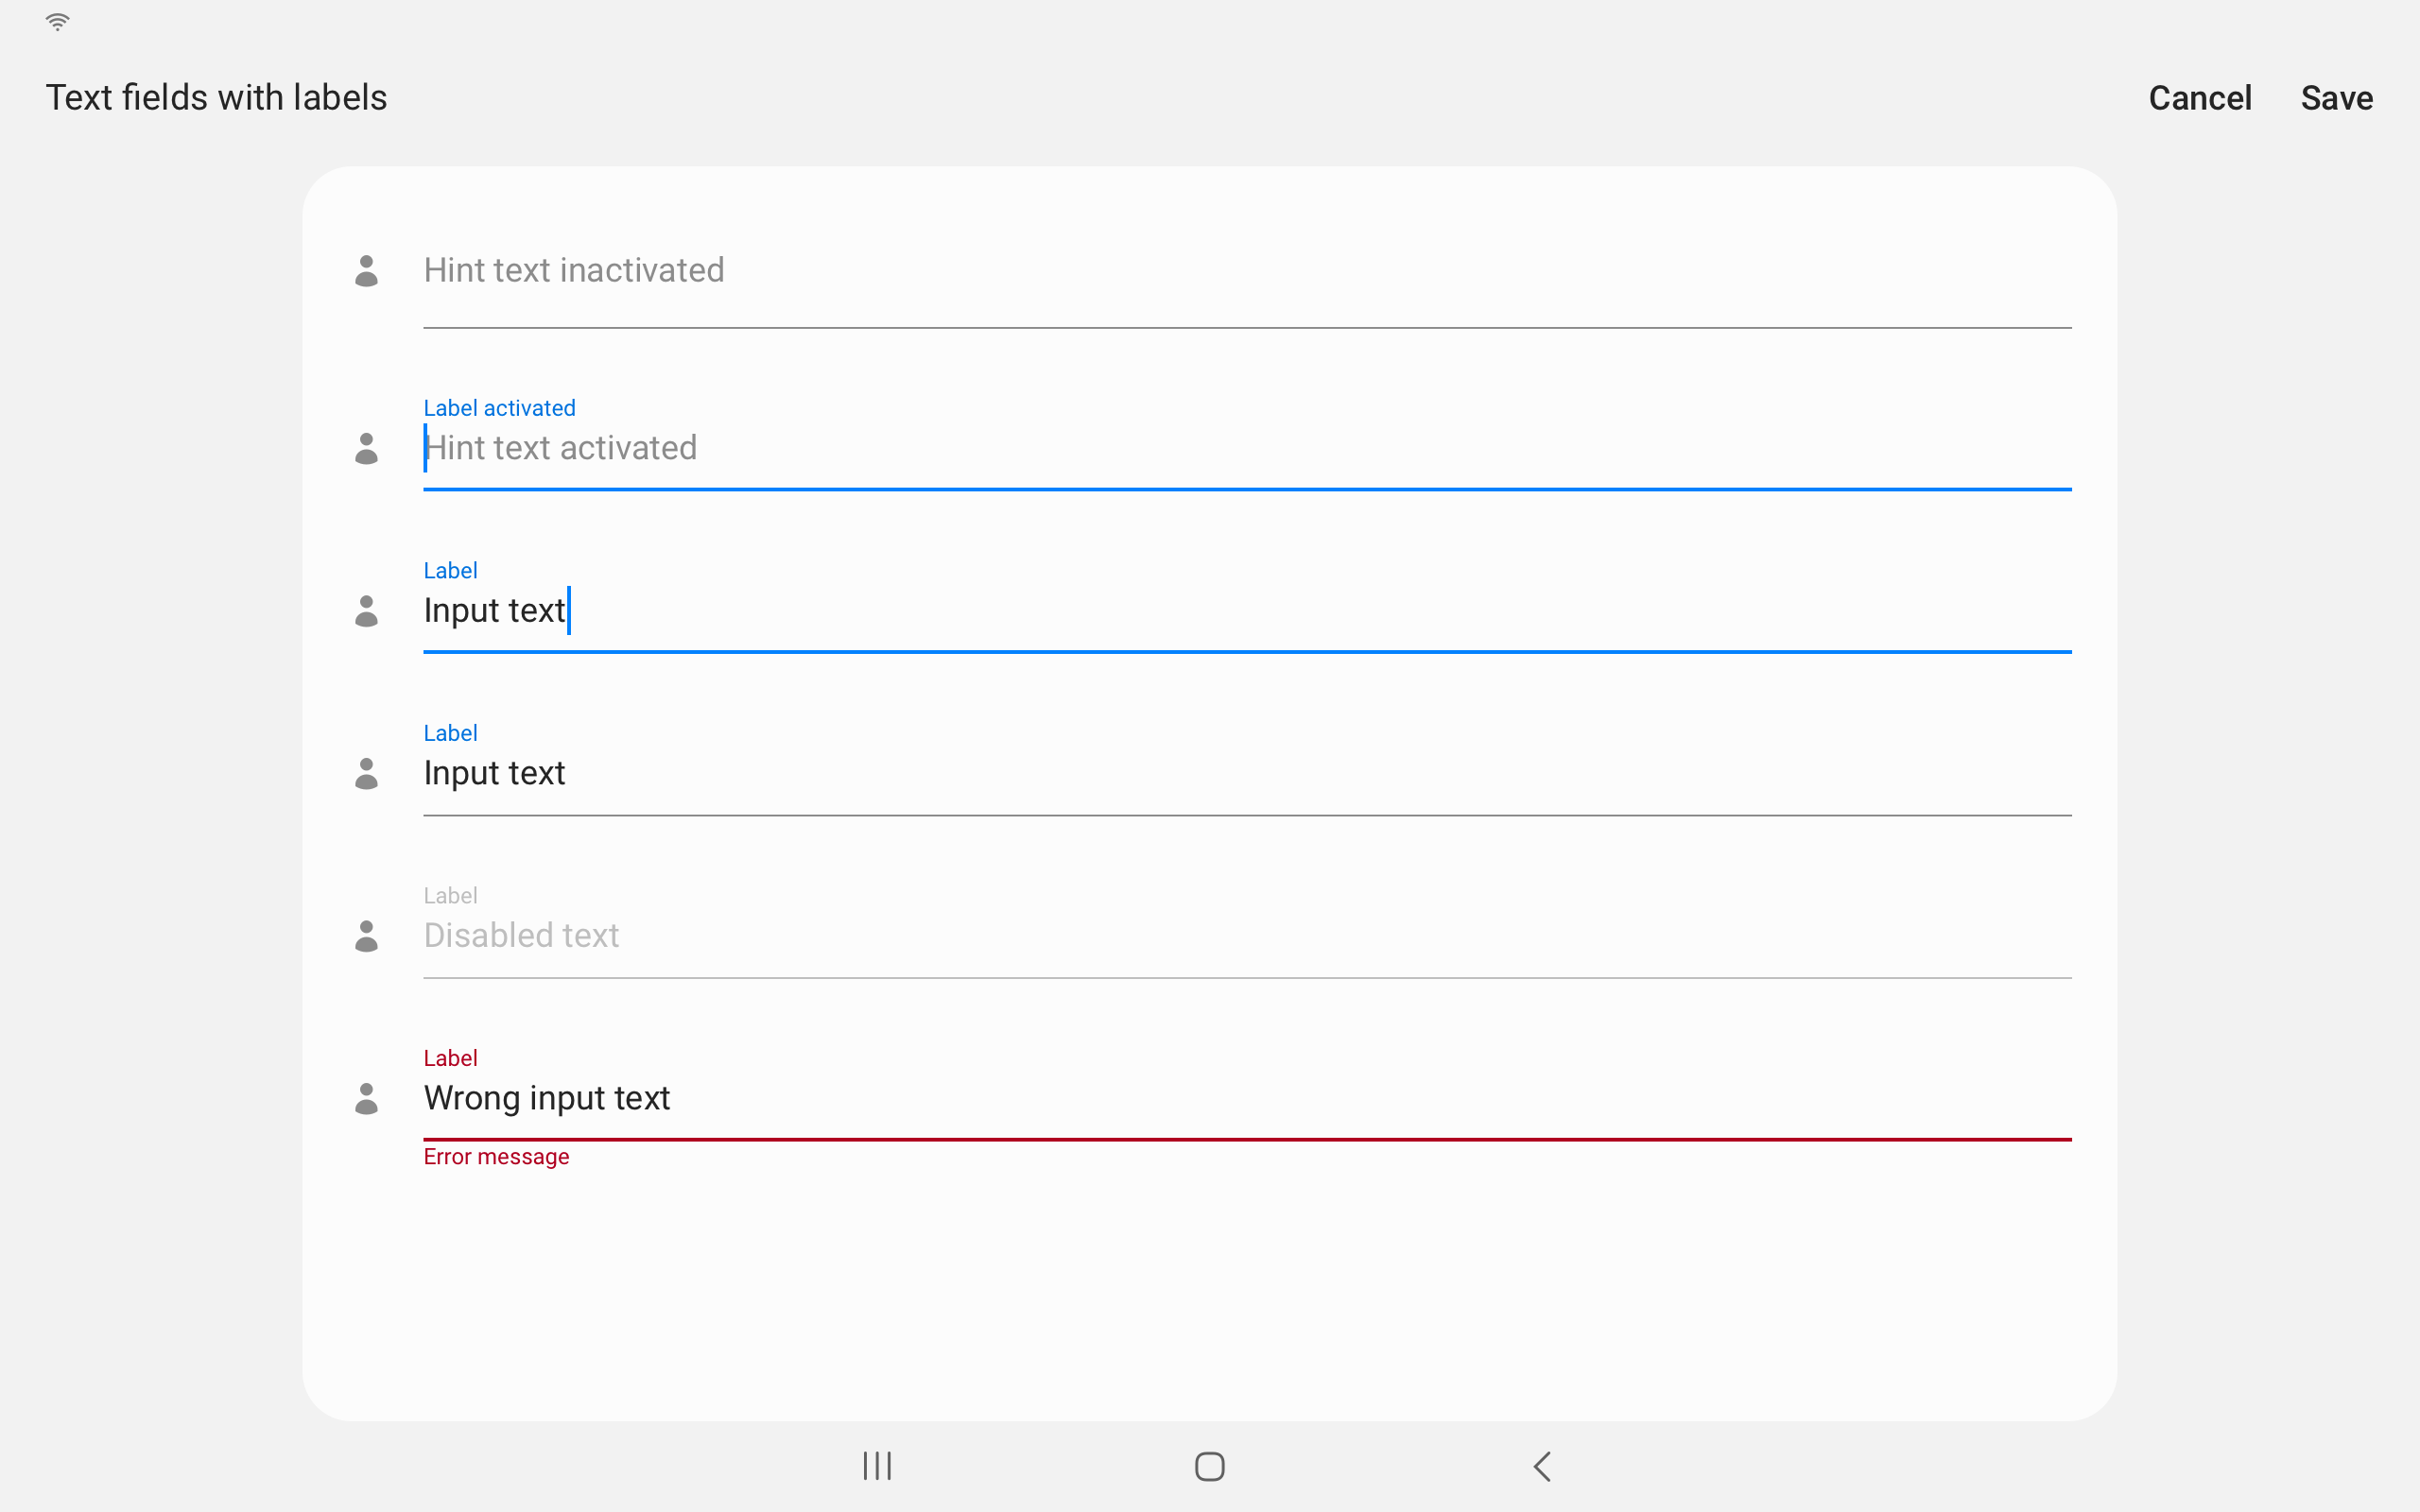 Text fields with labels
Cancel
Save
Hint text inactivated
Label activated
Hint text activated
Label
Input text
Label
Input text
Label
Disabled text
Label
Wrong input text
Error message